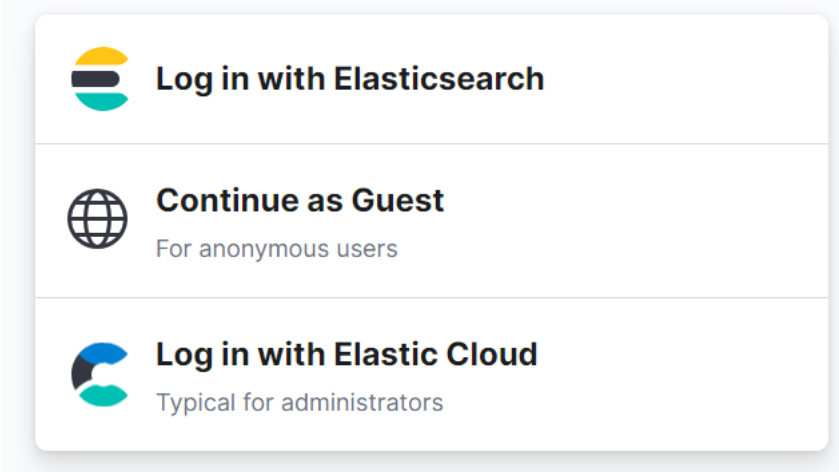 Log in with Elasticsearch
Continue as Guest
For anonymous users
Log in with Elastic Cloud
Typical for administrators